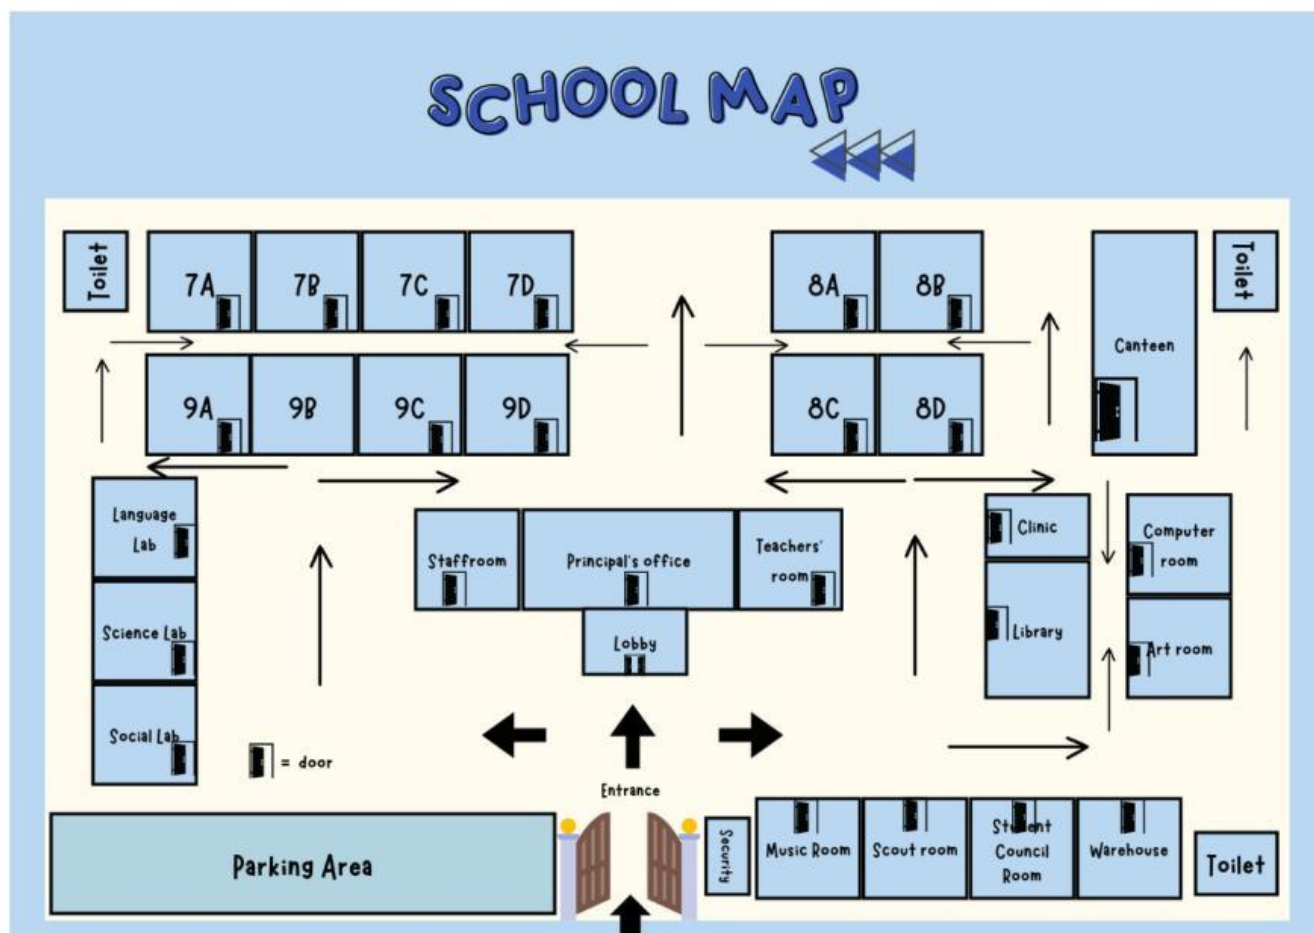 SCHOOL MAP
Toilet
7A
7B
7C
7D
8A
8B
Canteen
Toilet
9A
9B
9C
9D
8C
8D
Language
Lab
Science Lab
Social Lab
Staffroom
Principal's office
Teachers'
room
Lobby
Clinic
Library
Computer
room
Art room
= door
Entrance
Parking Area
Security
Music Room
Scout room
Student
Council
Room
Warehouse
Toilet